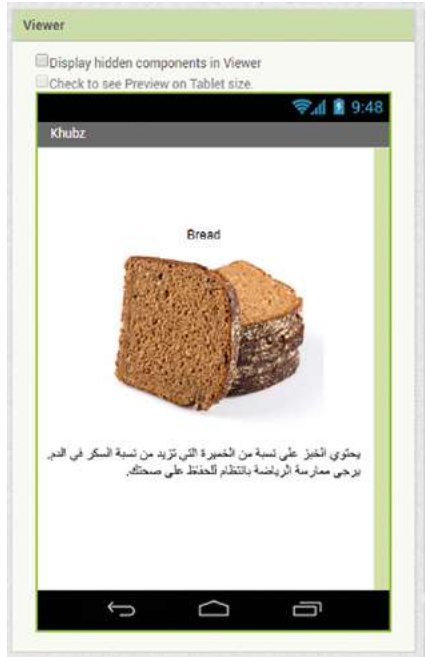 Viewer
Display hidden components in Viewer
Check to see Preview on Tablet size.
9:48
Khubz
Bread
يحتوي الخبز على نسبة من الخميرة التي تزيد من نسبة السكر في الدم.
يرجى ممارسة الرياضة بانتظام للحفاظ على صحتك.